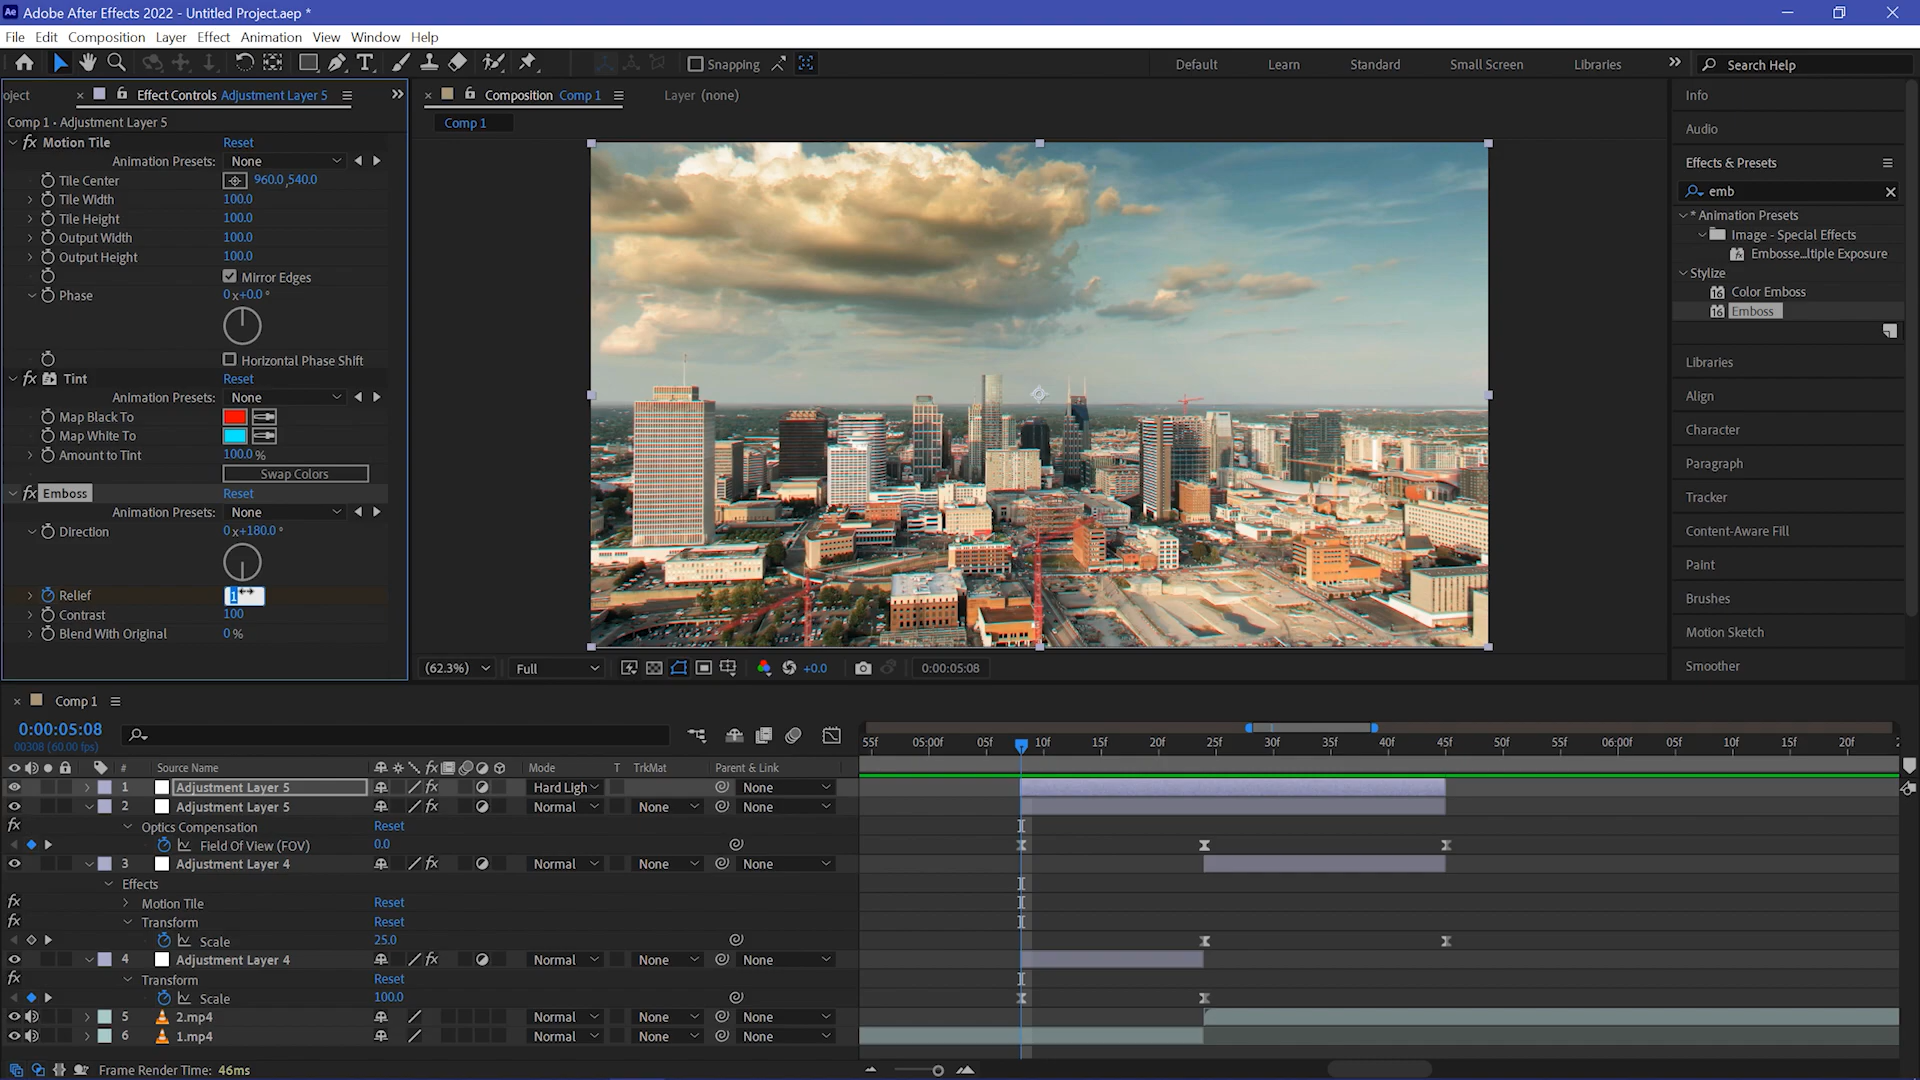 Ae Adobe After Effects 2022 - Untitled Project.aep *
File Edit Composition Layer Effect Animation View Window Help
Snapping Default Learn Standard Small Screen Libraries Search Help
oject Effect Controls Adjustment Layer 5
Comp 1 • Adjustment Layer 5
fx Motion Tile Reset
Animation Presets: None
Tile Center 960.0,540.0
Tile Width 100.0
Tile Height 100.0
Output Width 100.0
Output Height 100.0
Mirror Edges
Phase 0 x+0.0 °
Horizontal Phase Shift
fx Tint Reset
Animation Presets: None
Map Black To
Map White To
Amount to Tint 100.0 %
Swap Colors
fx Emboss Reset
Animation Presets: None
Direction 0 x+180.0 °
Relief 1
Contrast 100
Blend With Original 0 %
Composition Comp 1 Layer (none)
Comp 1
(62.3%) Full +0.0 0:00:05:08
Info
Audio
Effects & Presets
emb
* Animation Presets
Image - Special Effects
Embosse...ltiple Exposure
Stylize
16 Color Emboss
16 Emboss
Libraries
Align
Character
Paragraph
Tracker
Content-Aware Fill
Paint
Brushes
Motion Sketch
Smoother
Comp 1
0:00:05:08
00308 (60.00 fps)
55f 05:00f 05f 10f 15f 20f 25f 30f 35f 40f 45f 50f 55f 06:00f 05f 10f 15f 20f
# Source Name fx Mode T TrkMat Parent & Link
1 Adjustment Layer 5 fx Hard Ligh None
2 Adjustment Layer 5 fx Normal None None
fx Optics Compensation Reset
Field Of View (FOV) 0.0
3 Adjustment Layer 4 fx Normal None None
Effects
fx Motion Tile Reset
fx Transform Reset
Scale 25.0
4 Adjustment Layer 4 fx Normal None None
fx Transform Reset
Scale 100.0
5 2.mp4 Normal None None
6 1.mp4 Normal None None
Frame Render Time: 46ms